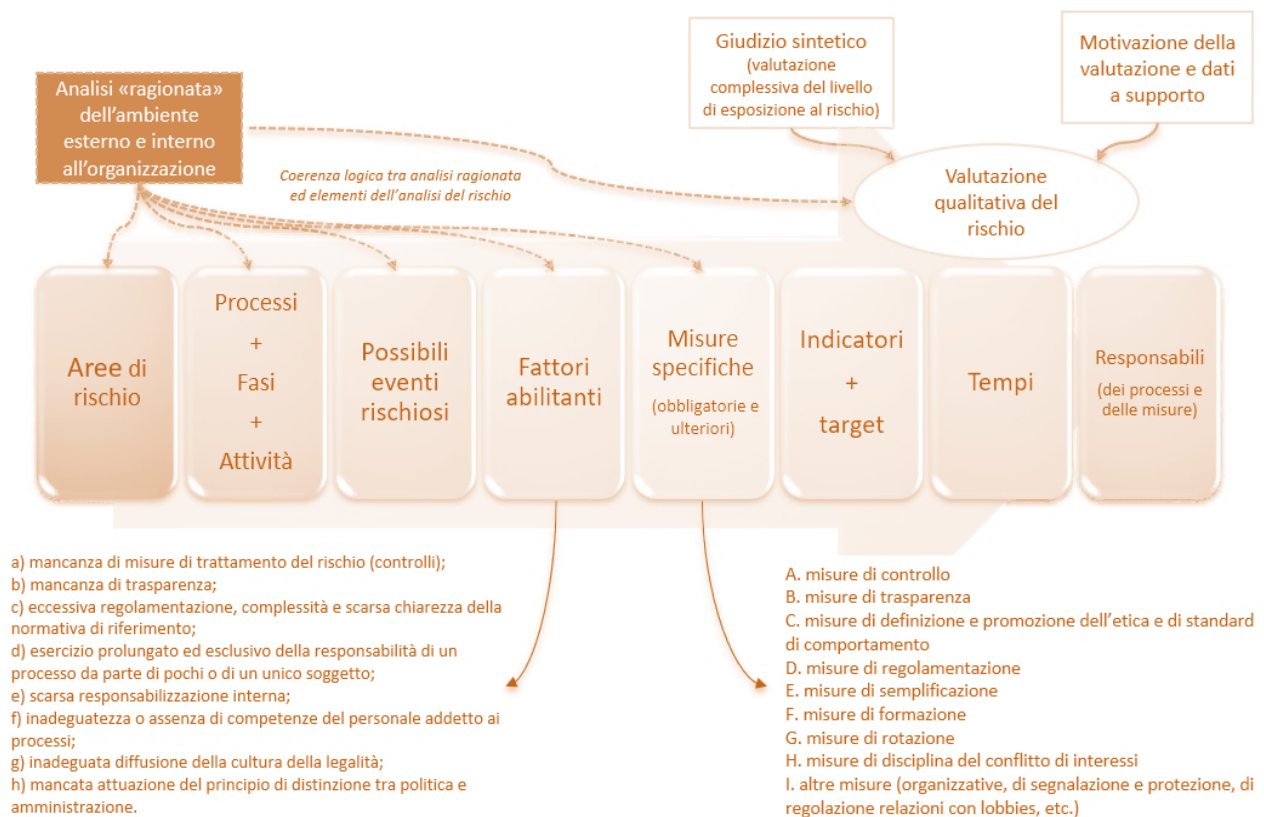 Giudizio sintetico
(valutazione
complessiva del livello
di esposizione al rischio)
Motivazione della
valutazione e dati
a supporto
Analisi «ragionata»
dell’ambiente
esterno e interno
all’organizzazione
Coerenza logica tra analisi ragionata
ed elementi dell’analisi del rischio
Valutazione
qualitativa del
rischio
Aree di
rischio
Processi
+
Fasi
+
Attività
Possibili
eventi
rischiosi
Fattori
abilitanti
Misure
specifiche
(obbligatorie e
ulteriori)
Indicatori
+
target
Tempi
Responsabili
(dei processi e
delle misure)
a) mancanza di misure di trattamento del rischio (controlli);
b) mancanza di trasparenza;
c) eccessiva regolamentazione, complessità e scarsa chiarezza della
normativa di riferimento;
d) esercizio prolungato ed esclusivo della responsabilità di un
processo da parte di pochi o di un unico soggetto;
e) scarsa responsabilizzazione interna;
f) inadeguatezza o assenza di competenze del personale addetto ai
processi;
g) inadeguata diffusione della cultura della legalità;
h) mancata attuazione del principio di distinzione tra politica e
amministrazione.
A. misure di controllo
B. misure di trasparenza
C. misure di definizione e promozione dell’etica e di standard
di comportamento
D. misure di regolamentazione
E. misure di semplificazione
F. misure di formazione
G. misure di rotazione
H. misure di disciplina del conflitto di interessi
I. altre misure (organizzative, di segnalazione e protezione, di
regolazione relazioni con lobbies, etc.)